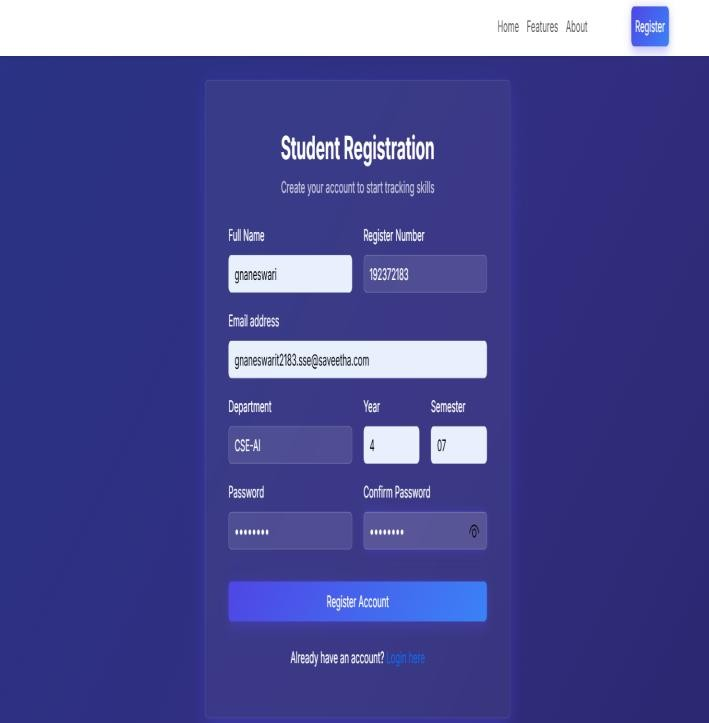 Home Features About Register
Student Registration
Create your account to start tracking skills
Full Name Register Number
gnaneswari 192372183
Email address
gnaneswarit2183.sse@saveetha.com
Department Year Semester
CSE-AI 4 07
Password Confirm Password
•••••••• ••••••••
Register Account
Already have an account? Login here